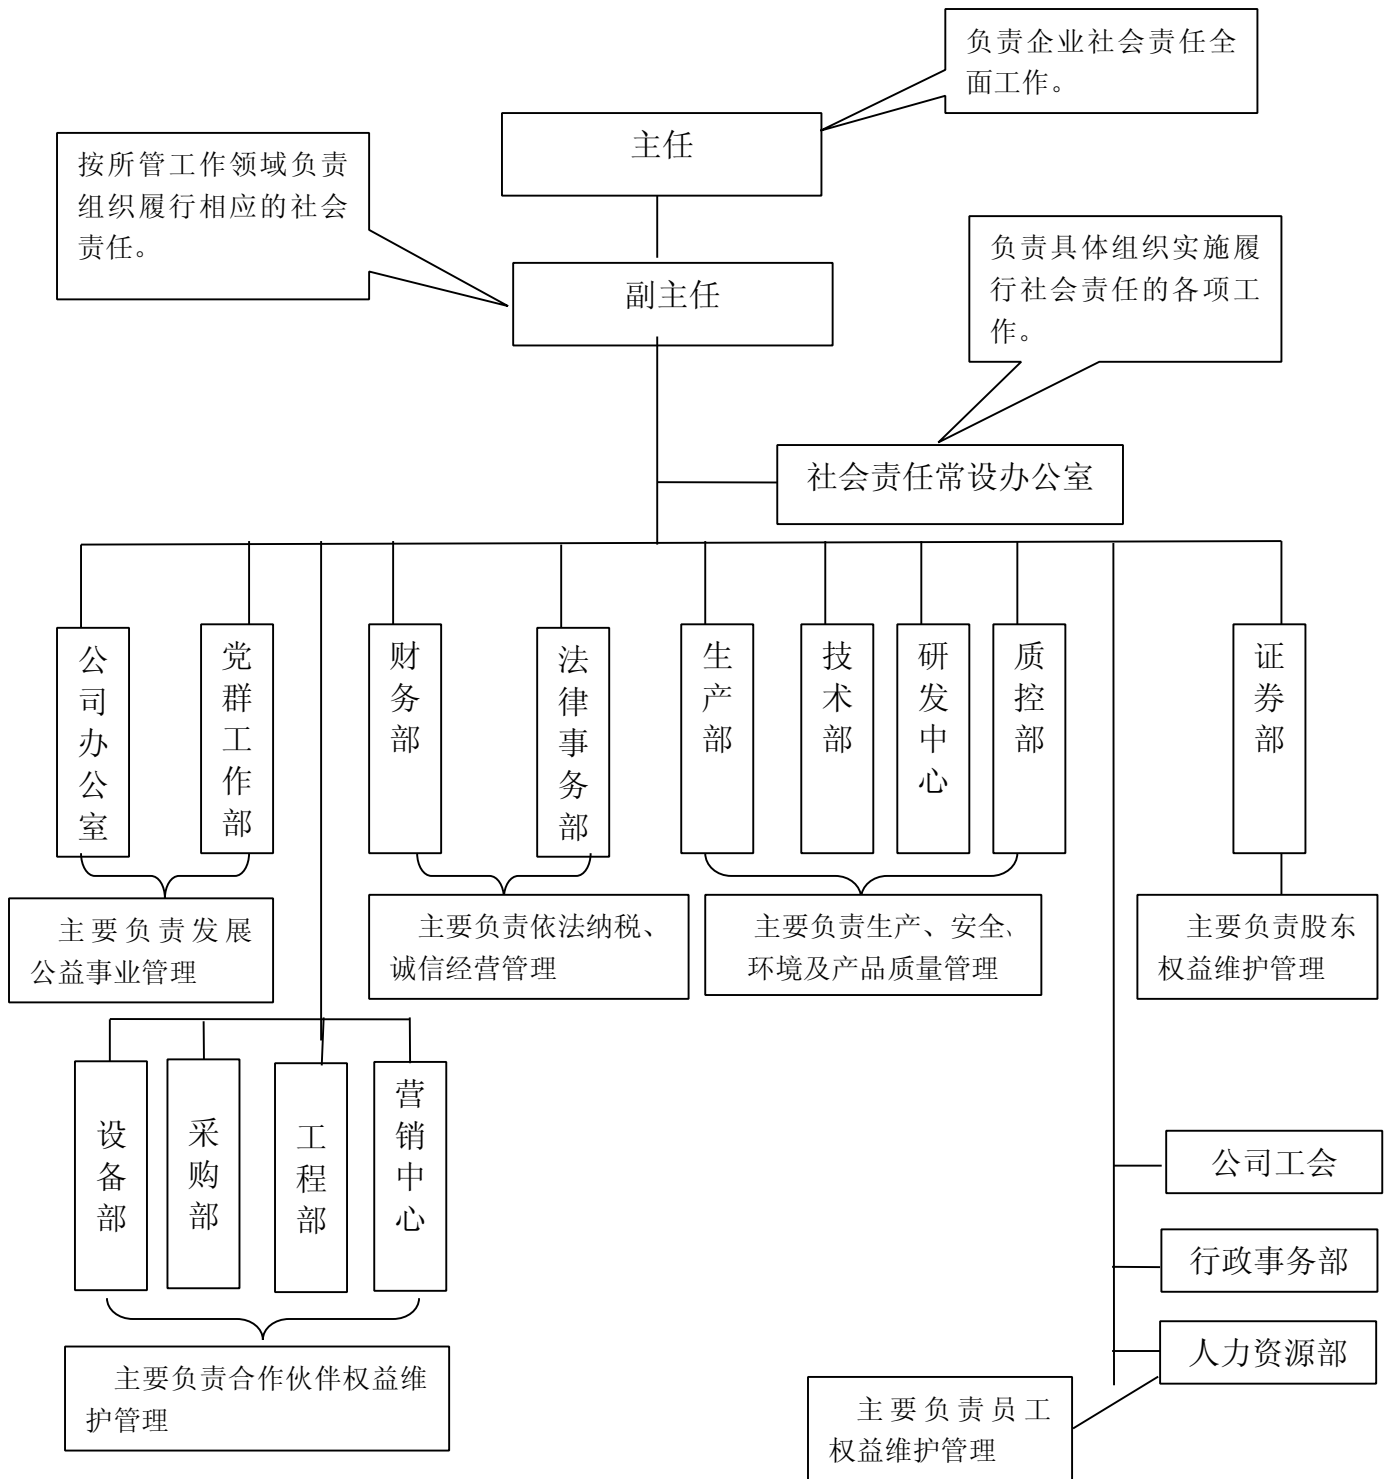 负责企业社会责任全
面工作。
主任
按所管工作领域负责
组织履行相应的社会
责任。
副主任
负责具体组织实施履
行社会责任的各项工
作。
社会责任常设办公室
公司办公室
党群工作部
财务部
法律事务部
生产部
技术部
研发中心
质控部
证券部
主要负责发展
公益事业管理
主要负责依法纳税、
诚信经营管理
主要负责生产、安全、
环境及产品质量管理
主要负责股东
权益维护管理
设备部
采购部
工程部
营销中心
公司工会
行政事务部
人力资源部
主要负责合作伙伴权益维
护管理
主要负责员工
权益维护管理